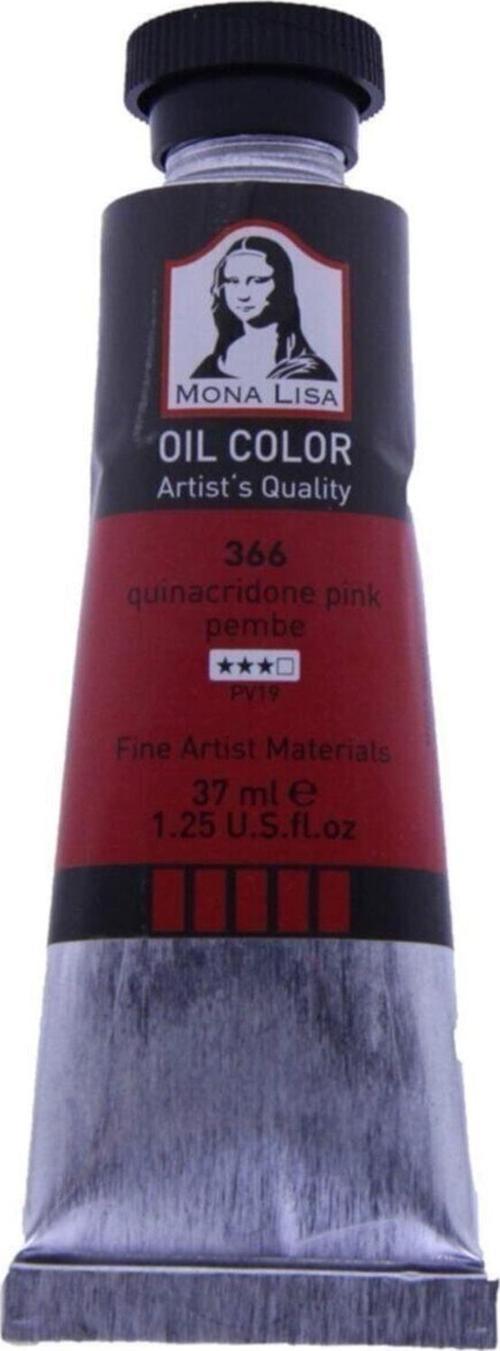 MONA LISA
OIL COLOR
Artist's Quality
366
quinacridone pink
pembe
★★★□
PV19
Fine Artist Materials
37 ml ℮
1.25 U.S.fl.oz